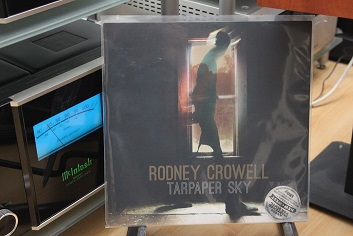 RODNEY CROWELL
TARPAPER SKY
McIntosh